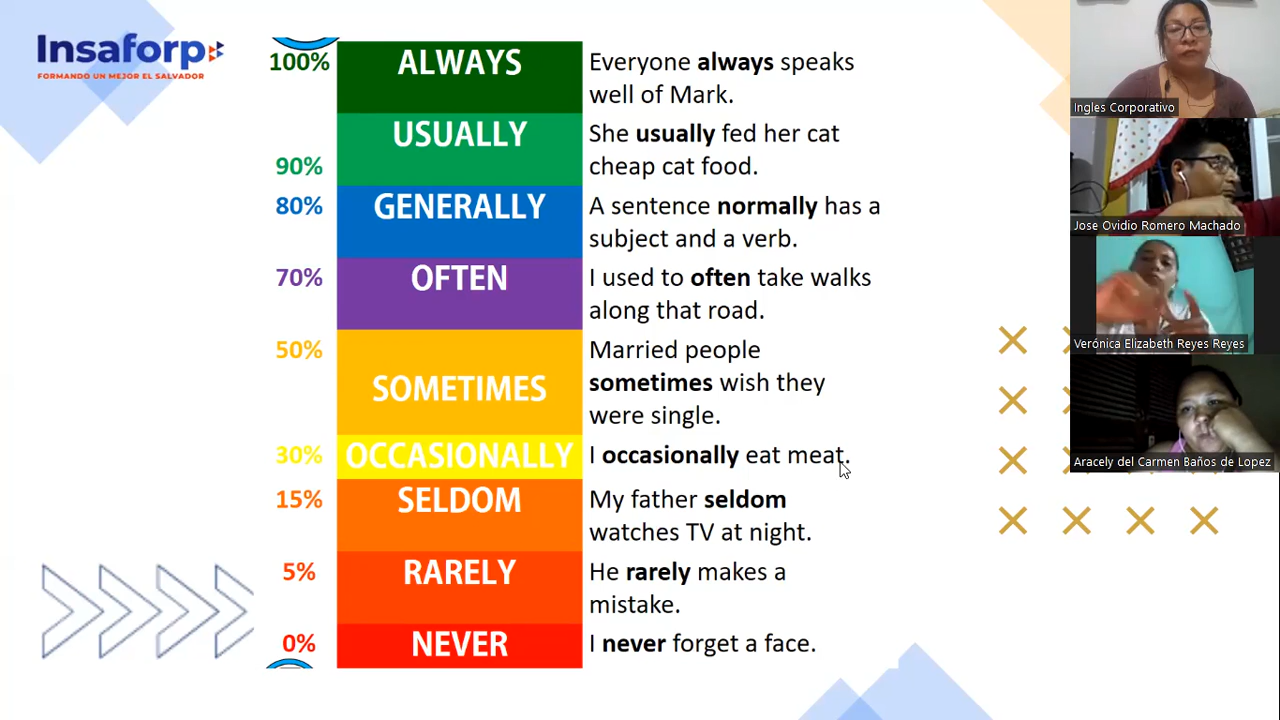 Insaforp
FORMANDO UN MEJOR EL SALVADOR
100%
ALWAYS
Everyone always speaks
well of Mark.
90%
USUALLY
She usually fed her cat
cheap cat food.
80%
GENERALLY
A sentence normally has a
subject and a verb.
70%
OFTEN
I used to often take walks
along that road.
50%
SOMETIMES
Married people
sometimes wish they
were single.
30%
OCCASIONALLY
I occasionally eat meat.
15%
SELDOM
My father seldom
watches TV at night.
5%
RARELY
He rarely makes a
mistake.
0%
NEVER
I never forget a face.
Ingles Corporativo
Jose Ovidio Romero Machado
Verónica Elizabeth Reyes Reyes
Aracely del Carmen Baños de Lopez